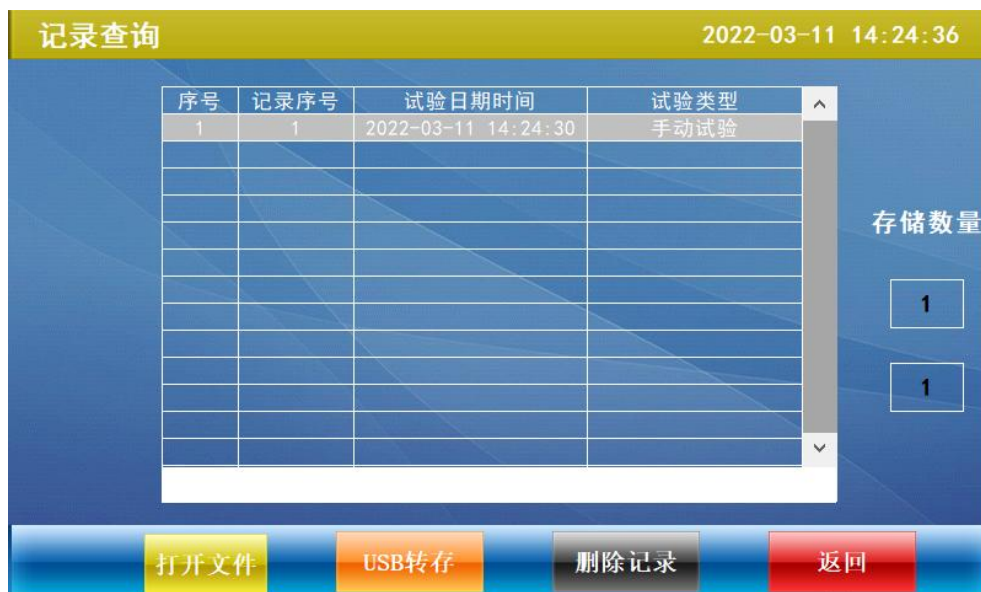 记录查询 2022-03-11 14:24:36
序号 记录序号 试验日期时间 试验类型
1 1 2022-03-11 14:24:30 手动试验
存储数量
1
1
打开文件 USB转存 删除记录 返回